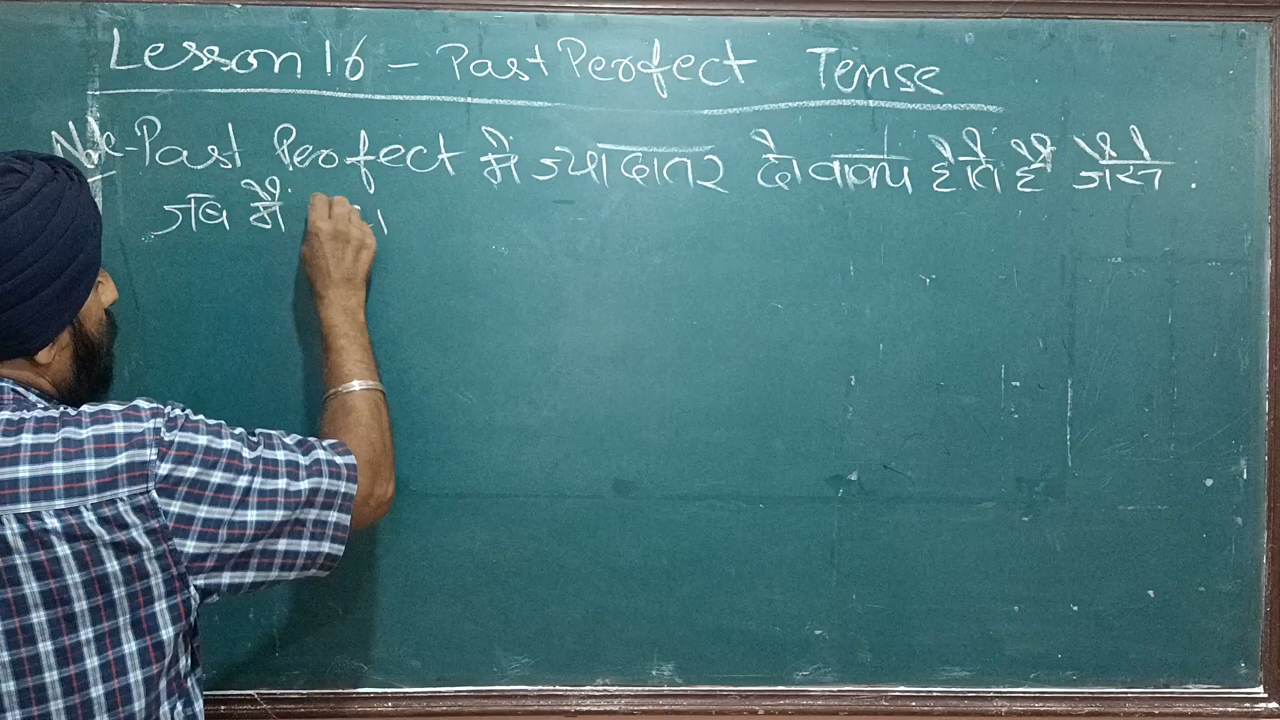 Lesson 16 - Past Perfect Tense
Note-Past Perfect में ज्यादातर दो वाक्य होते हैं जैसे
जब मैं